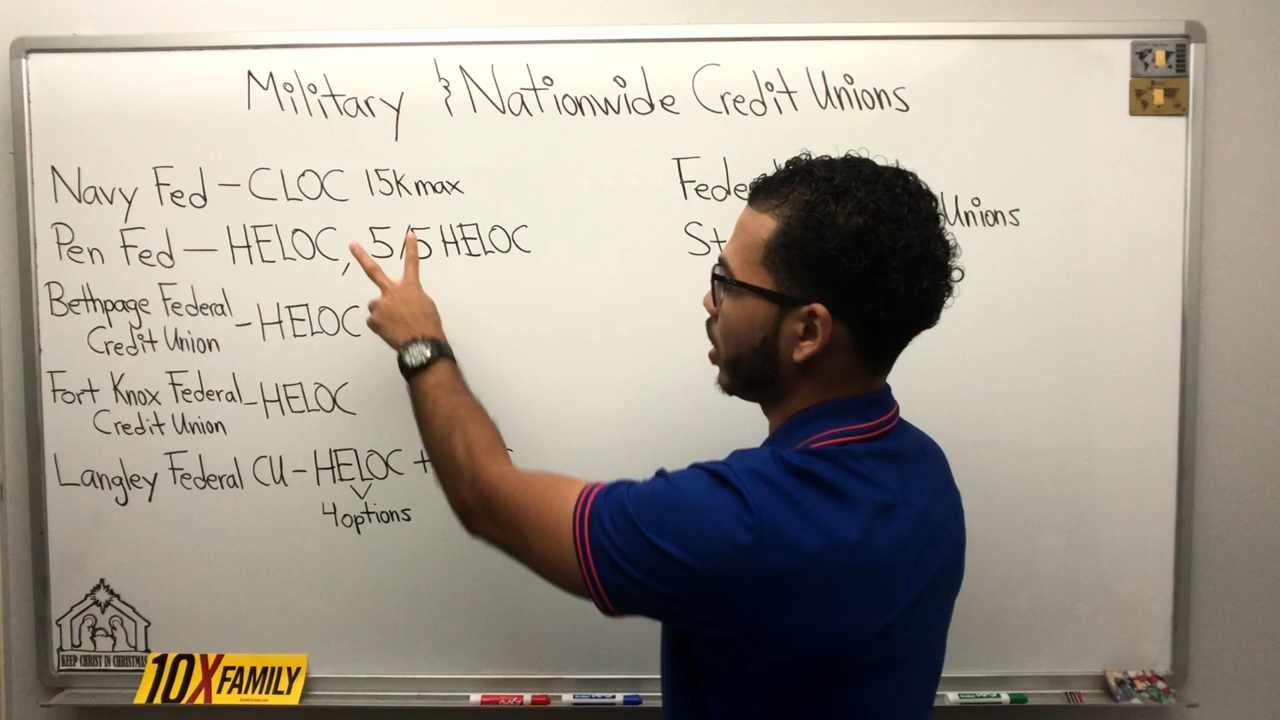 Military & Nationwide Credit Unions
Navy Fed - CLOC 15K max
Pen Fed - HELOC, 5/5 HELOC
Bethpage Federal
Credit Union - HELOC
Fort Knox Federal
Credit Union - HELOC
Langley Federal CU - HELOC +
4 options
Unions
KEEP CHRIST IN CHRISTMAS
10X FAMILY